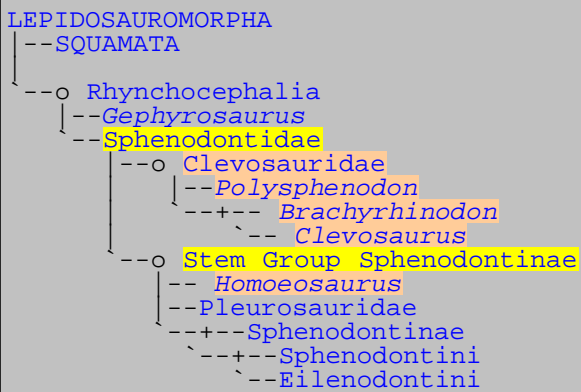 LEPIDOSAUROMORPHA
|--SQUAMATA
|
`--o Rhynchocephalia
|--Gephyrosaurus
`--Sphenodontidae
|--o Clevosauridae
| |--Polysphenodon
| `--+-- Brachyrhinodon
| `-- Clevosaurus
`--o Stem Group Sphenodontinae
|-- Homoeosaurus
|--Pleurosauridae
`--+--Sphenodontinae
`--+--Sphenodontini
`--Eilenodontini